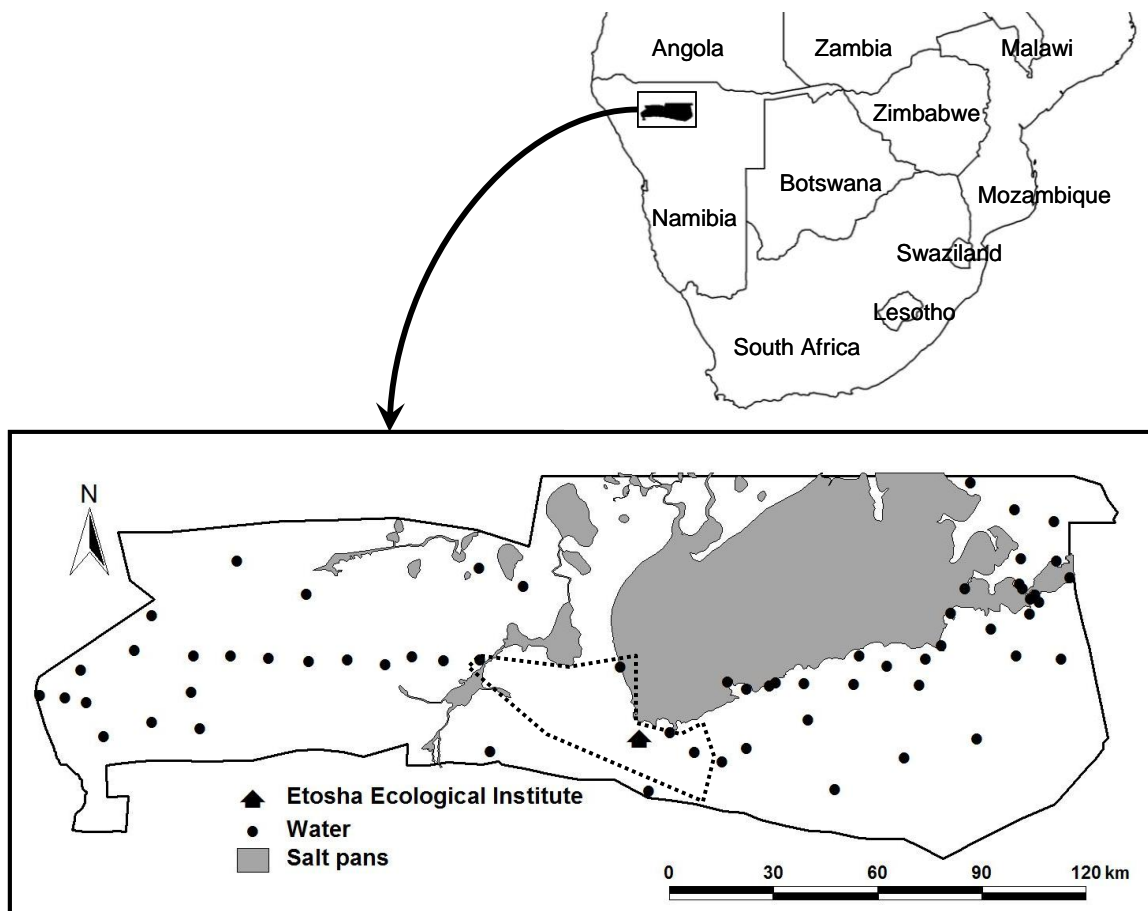 Angola
Zambia
Malawi
Zimbabwe
Botswana
Mozambique
Namibia
Swaziland
Lesotho
South Africa
N
Etosha Ecological Institute
Water
Salt pans
0 30 60 90 120 km